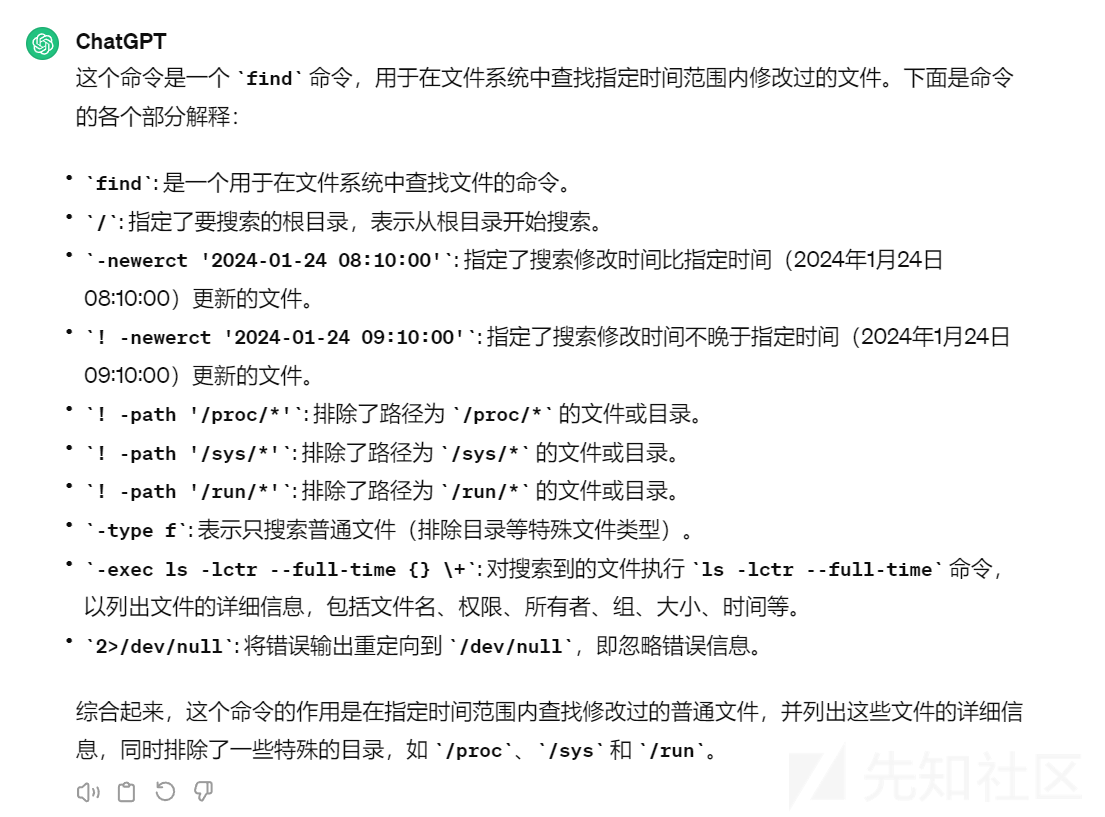 ChatGPT
这个命令是一个 `find` 命令，用于在文件系统中查找指定时间范围内修改过的文件。下面是命令
的各个部分解释：
• `find`: 是一个用于在文件系统中查找文件的命令。
• `/`: 指定了要搜索的根目录，表示从根目录开始搜索。
• `-newerct '2024-01-24 08:10:00'`: 指定了搜索修改时间比指定时间（2024年1月24日
08:10:00）更新的文件。
• `! -newerct '2024-01-24 09:10:00'`: 指定了搜索修改时间不晚于指定时间（2024年1月24日
09:10:00）更新的文件。
• `! -path '/proc/*'`: 排除了路径为 `/proc/*` 的文件或目录。
• `! -path '/sys/*'`: 排除了路径为 `/sys/*` 的文件或目录。
• `! -path '/run/*'`: 排除了路径为 `/run/*` 的文件或目录。
• `-type f`: 表示只搜索普通文件（排除目录等特殊文件类型）。
• `-exec ls -lctr --full-time {} \+`: 对搜索到的文件执行 `ls -lctr --full-time` 命令，
以列出文件的详细信息，包括文件名、权限、所有者、组、大小、时间等。
• `2>/dev/null`: 将错误输出重定向到 `/dev/null`，即忽略错误信息。
综合起来，这个命令的作用是在指定时间范围内查找修改过的普通文件，并列出这些文件的详细信
息，同时排除了一些特殊的目录，如 `/proc`、`/sys` 和 `/run`。
先知社区